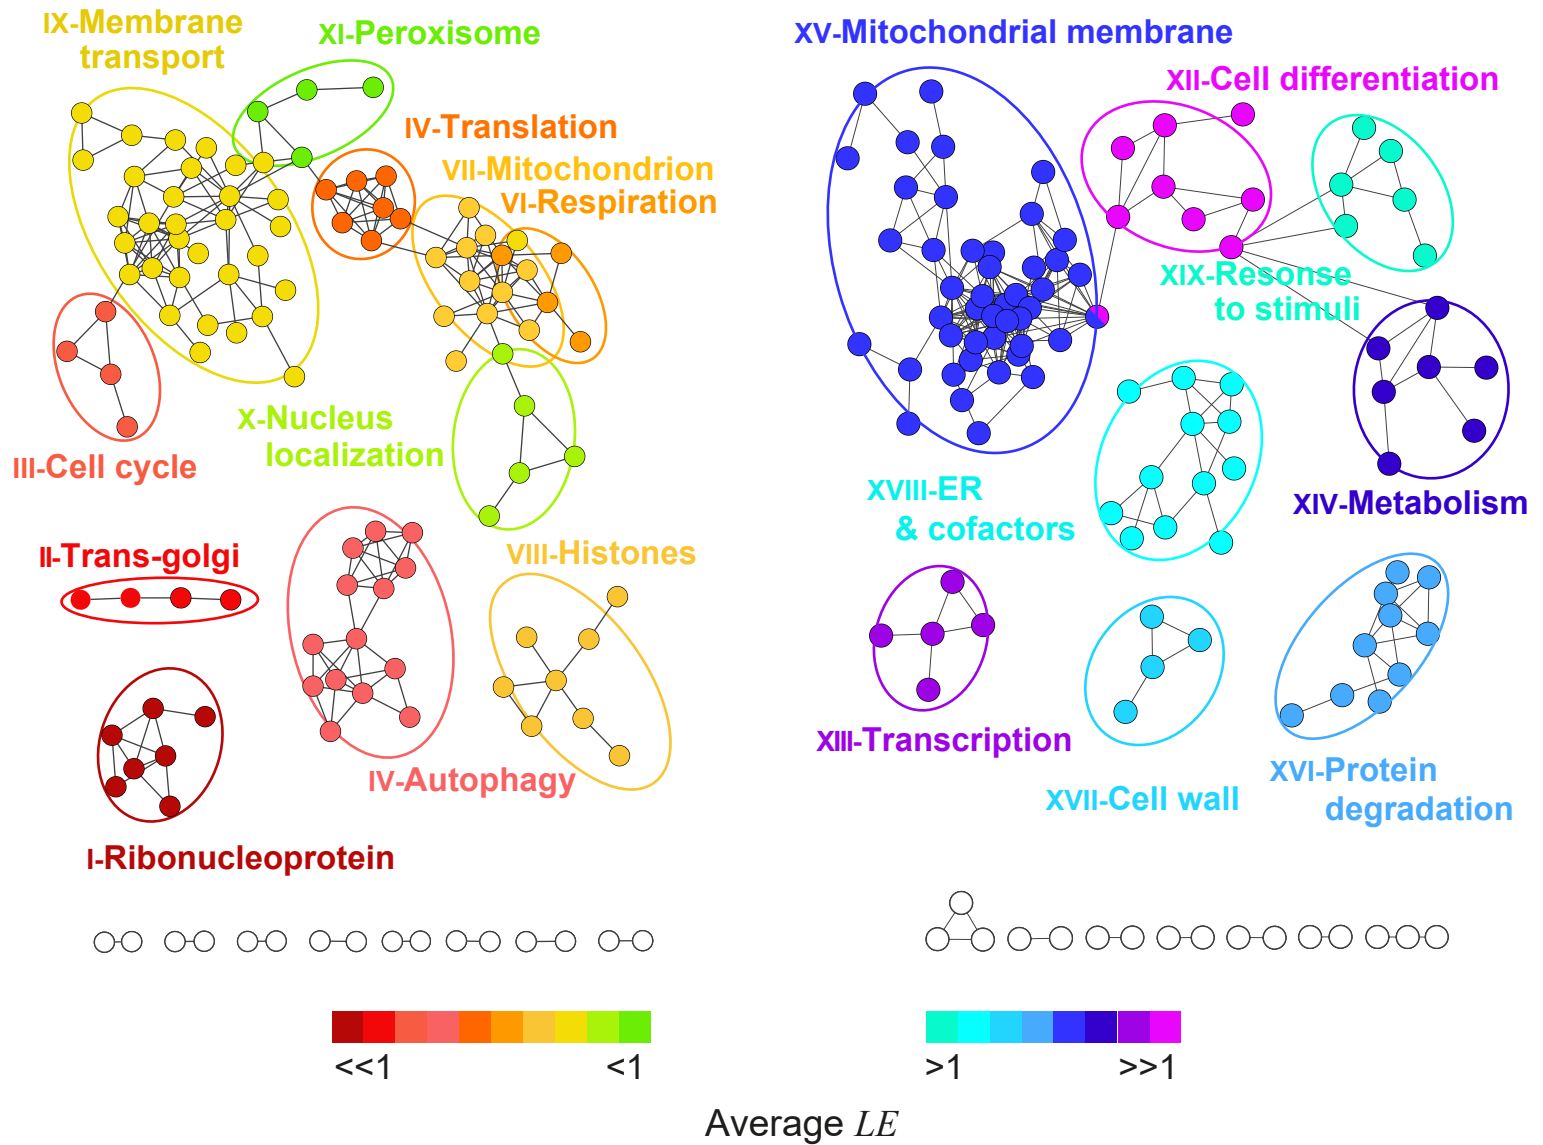 IX-Membrane
transport
XI-Peroxisome
IV-Translation
VII-Mitochondrion
VI-Respiration
III-Cell cycle
X-Nucleus
localization
II-Trans-golgi
VIII-Histones
IV-Autophagy
I-Ribonucleoprotein
<<1
<1
XV-Mitochondrial membrane
XII-Cell differentiation
XIX-Resonse
to stimuli
XVIII-ER
& cofactors
XIV-Metabolism
XIII-Transcription
XVII-Cell wall
XVI-Protein
degradation
>1
>>1
Average LE